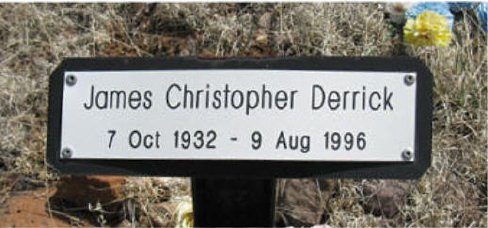 James Christopher Derrick
7 Oct 1932 - 9 Aug 1996